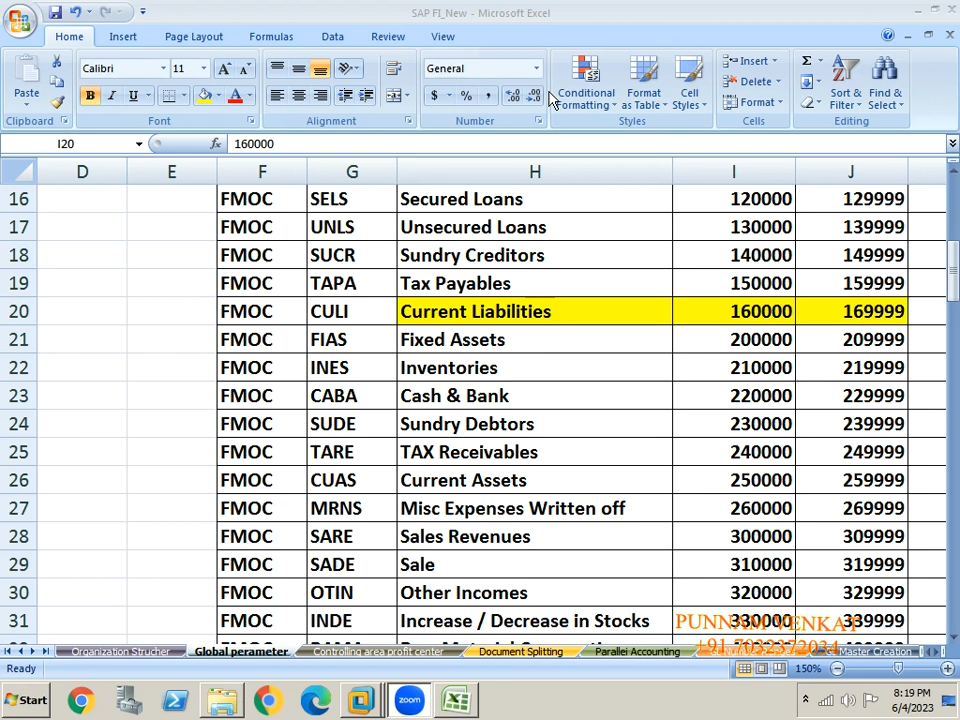 SAP FI_New - Microsoft Excel
Home Insert Page Layout Formulas Data Review View
Calibri 11 A A General Insert Σ
Paste B I U A $ % , Conditional Formatting Format as Table Cell Styles Delete Format Sort & Filter Find & Select
Clipboard Font Alignment Number Styles Cells Editing
I20 fx 160000
D E F G H I J
16 FMOC SELS Secured Loans 120000 129999
17 FMOC UNLS Unsecured Loans 130000 139999
18 FMOC SUCR Sundry Creditors 140000 149999
19 FMOC TAPA Tax Payables 150000 159999
20 FMOC CULI Current Liabilities 160000 169999
21 FMOC FIAS Fixed Assets 200000 209999
22 FMOC INES Inventories 210000 219999
23 FMOC CABA Cash & Bank 220000 229999
24 FMOC SUDE Sundry Debtors 230000 239999
25 FMOC TARE TAX Receivables 240000 249999
26 FMOC CUAS Current Assets 250000 259999
27 FMOC MRNS Misc Expenses Written off 260000 269999
28 FMOC SARE Sales Revenues 300000 309999
29 FMOC SADE Sale 310000 319999
30 FMOC OTIN Other Incomes 320000 329999
31 FMOC INDE Increase / Decrease in Stocks
PUNNAM VENKAT
+91 7032372034
Organization Strucher Global perameter Controlling area profit center Document Splitting Parallei Accounting Master Creation
Ready 150%
Start zoom 8:19 PM
6/4/2023